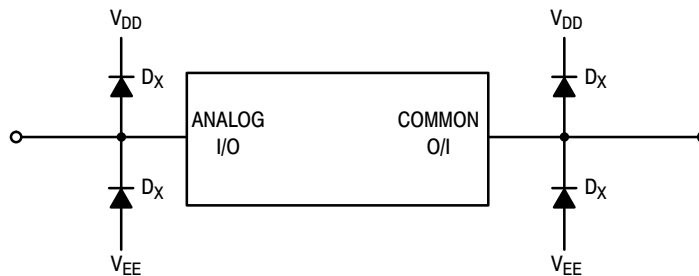 VDD
VDD
DX
DX
ANALOG
I/O
COMMON
O/I
DX
DX
VEE
VEE